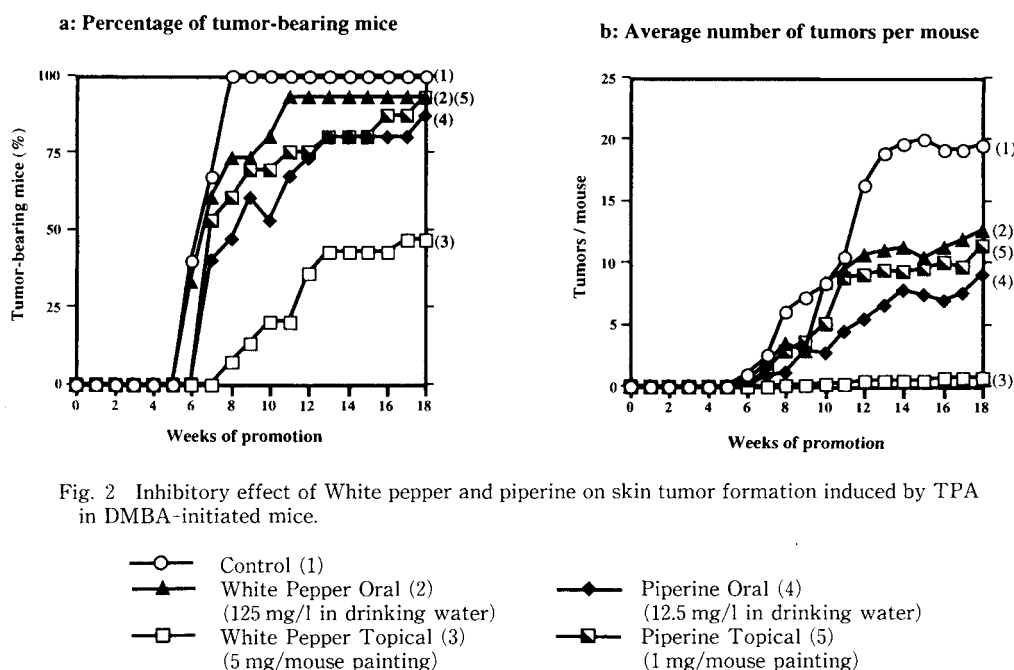 a: Percentage of tumor-bearing mice
100
75
50
25
0
Tumor-bearing mice (%)
(1)
(2)(5)
(4)
(3)
0 2 4 6 8 10 12 14 16 18
Weeks of promotion
b: Average number of tumors per mouse
25
20
15
10
5
0
Tumors / mouse
(1)
(2)
(5)
(4)
(3)
0 2 4 6 8 10 12 14 16 18
Weeks of promotion
Fig. 2 Inhibitory effect of White pepper and piperine on skin tumor formation induced by TPA
in DMBA-initiated mice.
Control (1)
White Pepper Oral (2)
(125 mg/l in drinking water)
White Pepper Topical (3)
(5 mg/mouse painting)
Piperine Oral (4)
(12.5 mg/l in drinking water)
Piperine Topical (5)
(1 mg/mouse painting)